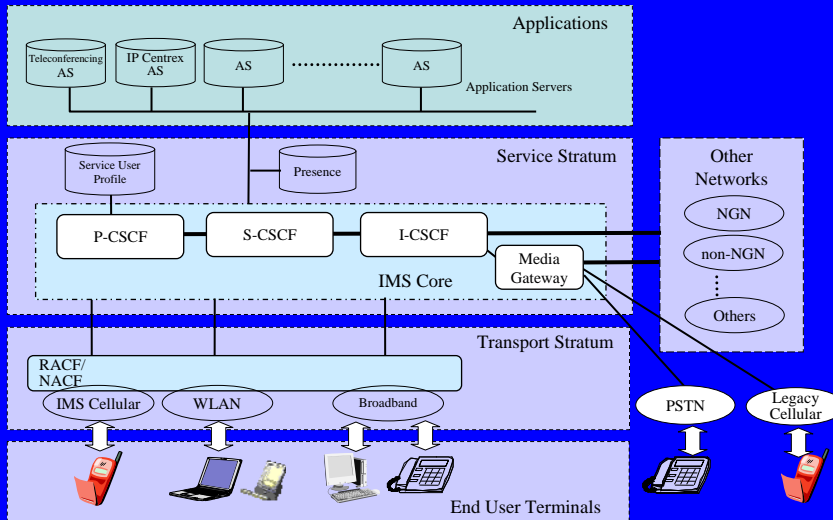 Applications
Teleconferencing
AS
IP Centrex
AS
AS
AS
Application Servers
Service Stratum
Service User
Profile
Presence
P-CSCF
S-CSCF
I-CSCF
Media
Gateway
IMS Core
Other
Networks
NGN
non-NGN
Others
Transport Stratum
RACF/
NACF
IMS Cellular
WLAN
Broadband
PSTN
Legacy
Cellular
End User Terminals